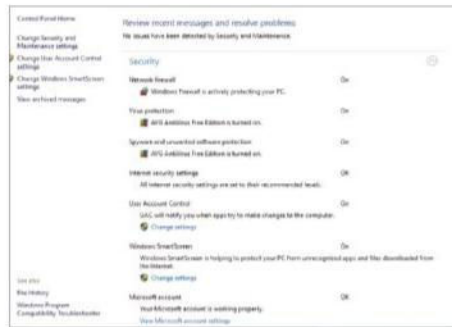 Control Panel Home
Change Security and
Maintenance settings
Change User Account Control
settings
Change Windows SmartScreen
settings
View archived messages
See also
File History
Windows Program
Compatibility Troubleshooter
Review recent messages and resolve problems
No issues have been detected by Security and Maintenance.
Security
Network firewall On
Windows Firewall is actively protecting your PC.
Virus protection On
AVG AntiVirus Free Edition is turned on.
Spyware and unwanted software protection On
AVG AntiVirus Free Edition is turned on.
Internet security settings OK
All Internet security settings are set to their recommended levels.
User Account Control On
UAC will notify you when apps try to make changes to the computer.
Change settings
Windows SmartScreen On
Windows SmartScreen is helping to protect your PC from unrecognized apps and files downloaded from
the Internet.
Change settings
Microsoft account OK
Your Microsoft account is working properly.
View Microsoft account settings